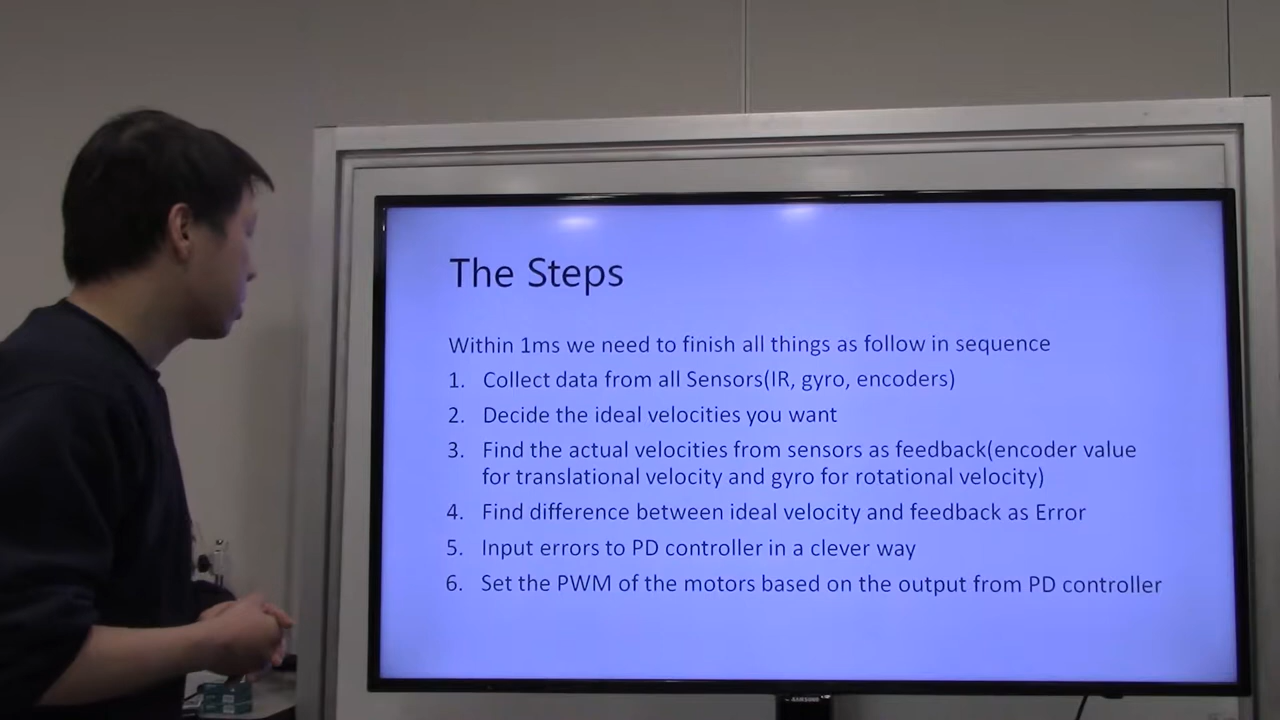 The Steps
Within 1ms we need to finish all things as follow in sequence
1. Collect data from all Sensors(IR, gyro, encoders)
2. Decide the ideal velocities you want
3. Find the actual velocities from sensors as feedback(encoder value
for translational velocity and gyro for rotational velocity)
4. Find difference between ideal velocity and feedback as Error
5. Input errors to PD controller in a clever way
6. Set the PWM of the motors based on the output from PD controller
SAMSUNG